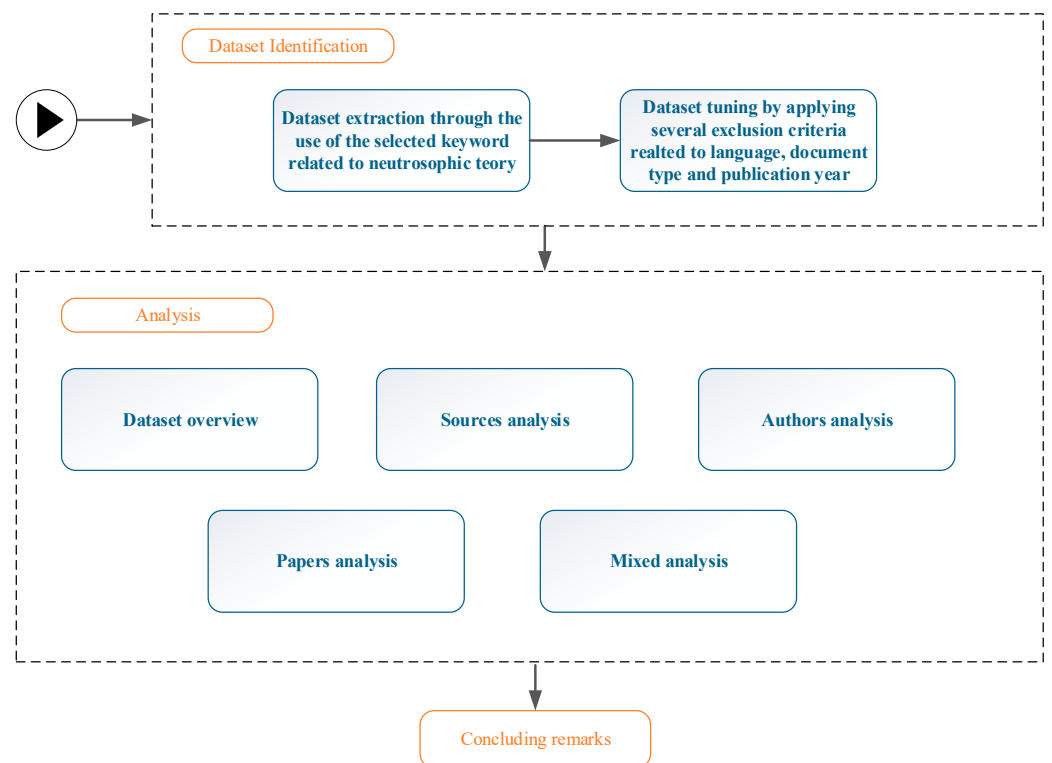 Dataset Identification
Dataset extraction through the
use of the selected keyword
related to neutrosophic teory
Dataset tuning by applying
several exclusion criteria
realted to language, document
type and publication year
Analysis
Dataset overview
Sources analysis
Authors analysis
Papers analysis
Mixed analysis
Concluding remarks